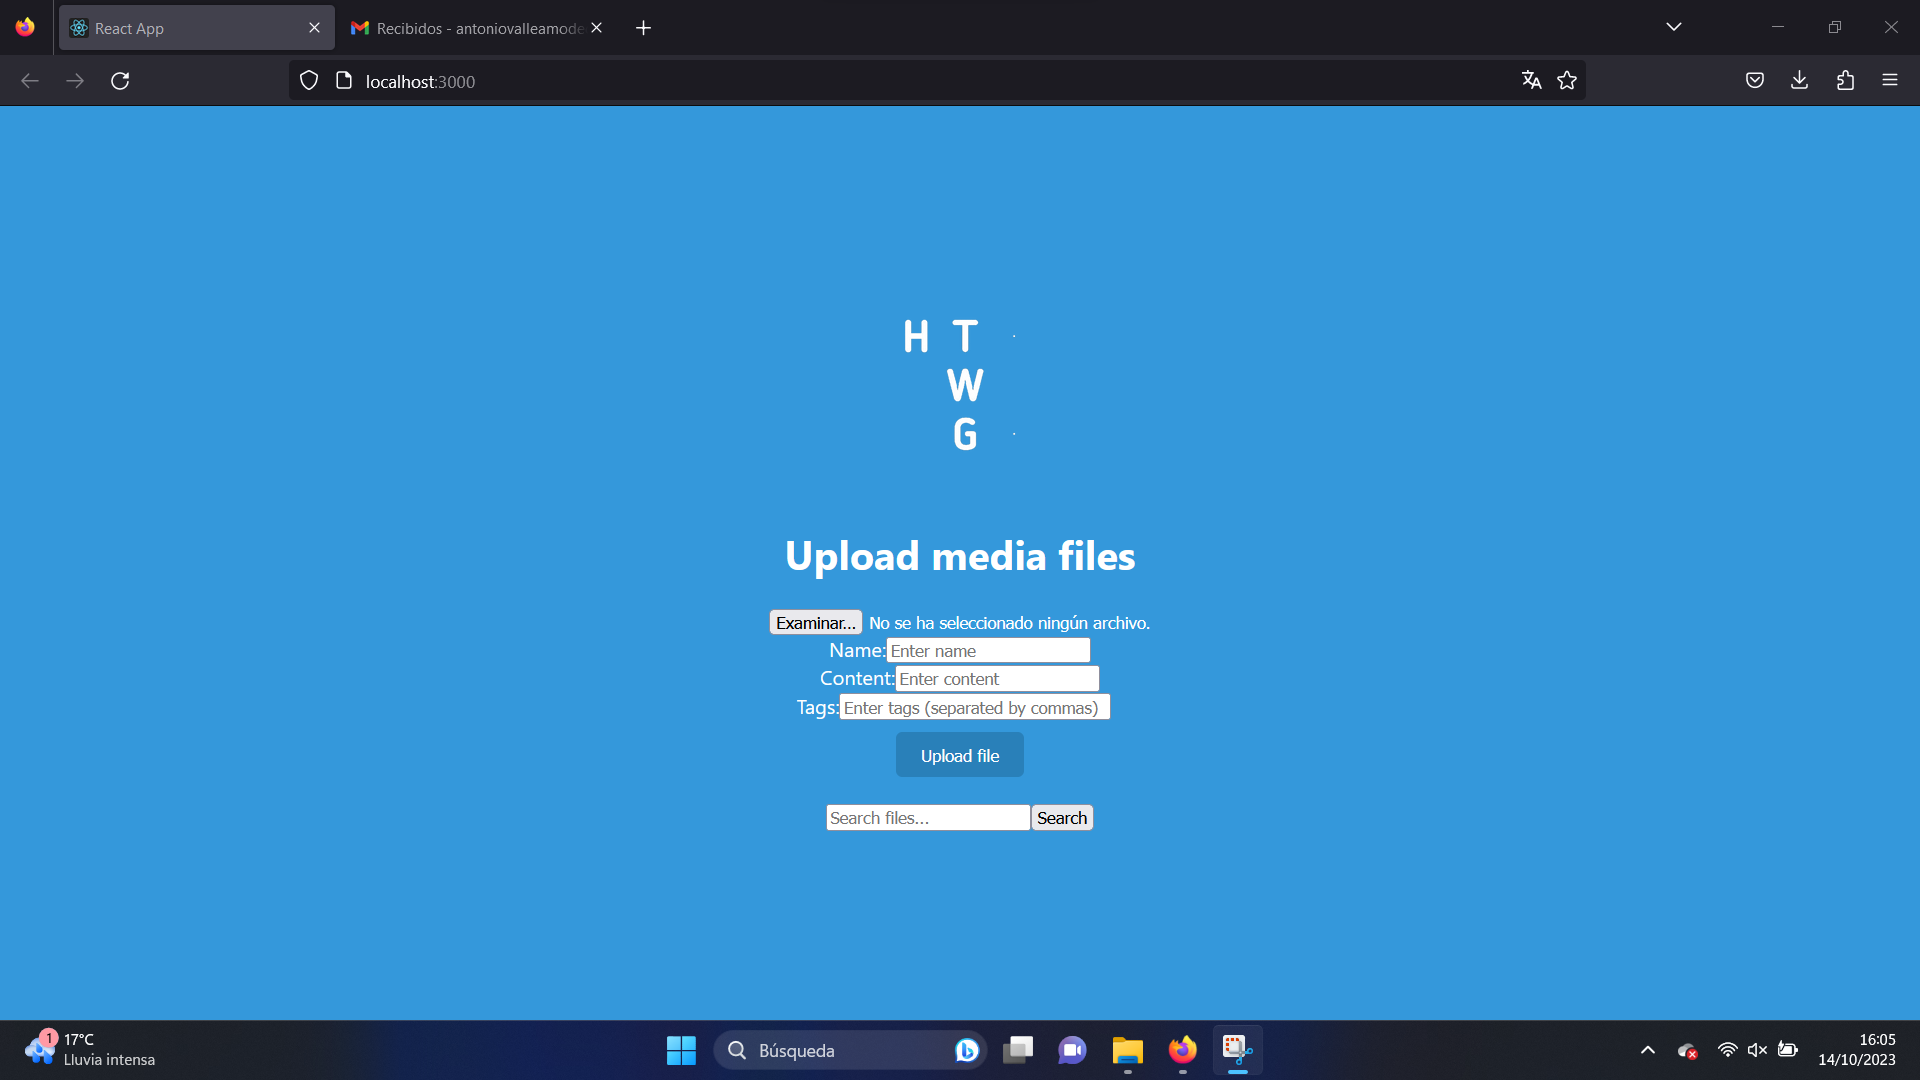 React App
Recibidos - antoniovalleamode
localhost:3000
H T
W
G
Upload media files
Examinar... No se ha seleccionado ningún archivo.
Name: Enter name
Content: Enter content
Tags: Enter tags (separated by commas)
Upload file
Search files... Search
1
17°C
Lluvia intensa
Búsqueda
16:05
14/10/2023